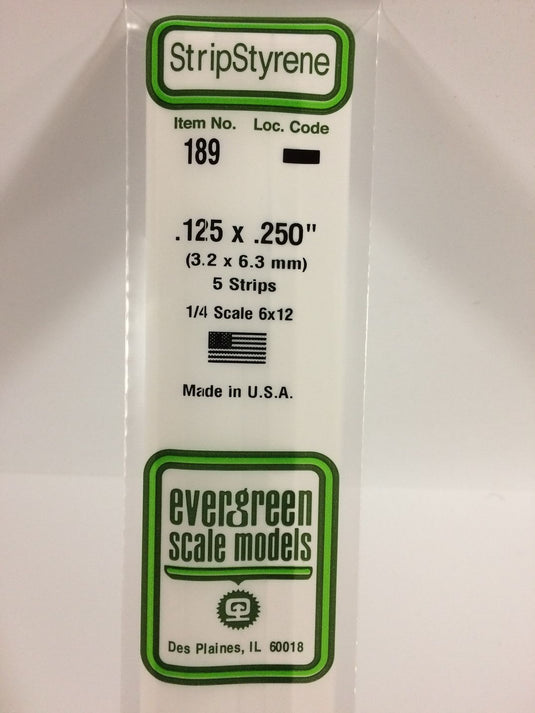 StripStyrene
Item No. Loc. Code
189
.125 x .250"
(3.2 x 6.3 mm)
5 Strips
1/4 Scale 6x12
Made in U.S.A.
evergreen
scale models
Des Plaines, IL 60018